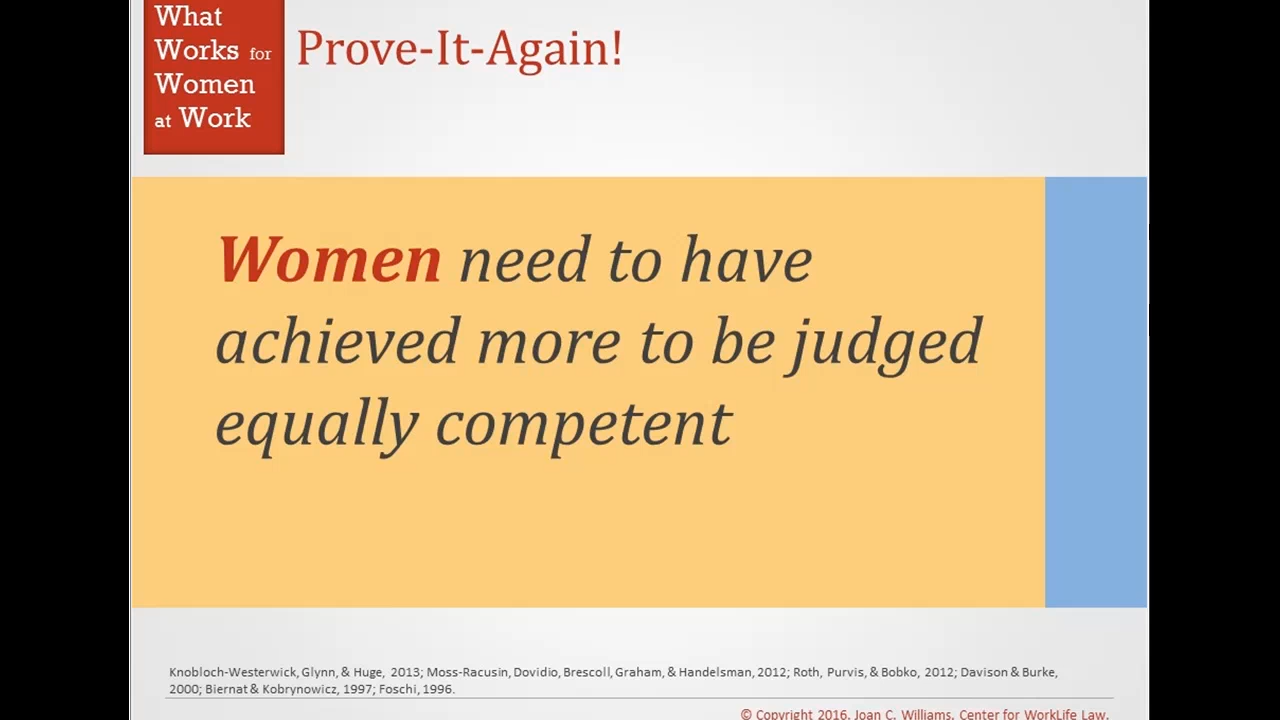 What
Works for
Women
at Work
Prove-It-Again!
Women need to have
achieved more to be judged
equally competent
Knobloch-Westerwick, Glynn, & Huge, 2013; Moss-Racusin, Dovidio, Brescoll, Graham, & Handelsman, 2012; Roth, Purvis, & Bobko, 2012; Davison & Burke,
2000; Biernat & Kobrynowicz, 1997; Foschi, 1996.
© Copyright 2016. Joan C. Williams. Center for WorkLife Law.